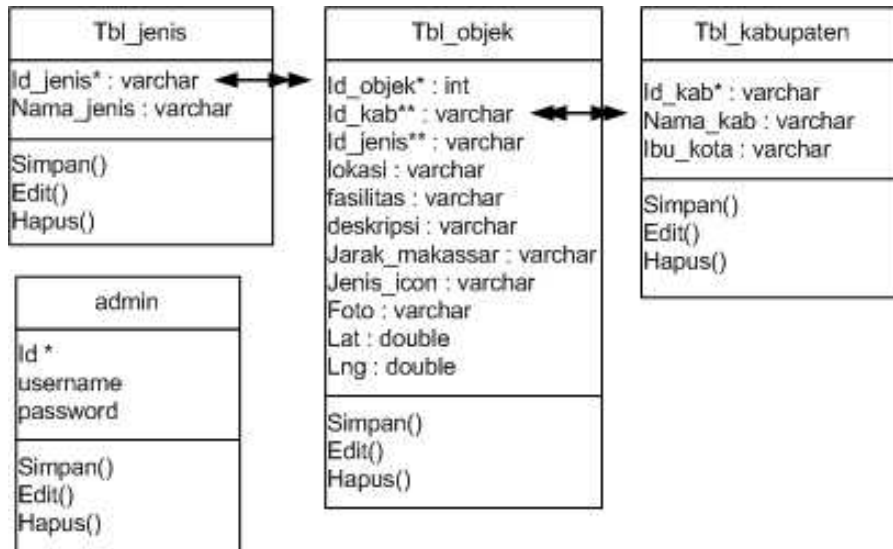 Tbl_jenis
Id_jenis* : varchar
Nama_jenis : varchar
Simpan()
Edit()
Hapus()
Tbl_objek
Id_objek* : int
Id_kab** : varchar
Id_jenis** : varchar
lokasi : varchar
fasilitas : varchar
deskripsi : varchar
Jarak_makassar : varchar
Jenis_icon : varchar
Foto : varchar
Lat : double
Lng : double
Simpan()
Edit()
Hapus()
Tbl_kabupaten
Id_kab* : varchar
Nama_kab : varchar
Ibu_kota : varchar
Simpan()
Edit()
Hapus()
admin
Id *
username
password
Simpan()
Edit()
Hapus()